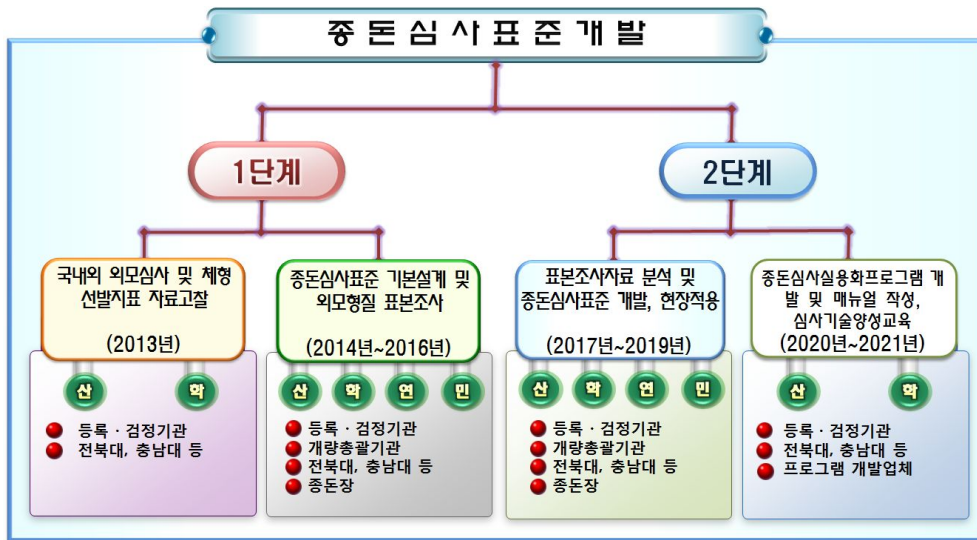 종돈심사표준개발
1단계
2단계
국내외 외모심사 및 체형
선발지표 자료고찰
(2013년)
종돈심사표준 기본설계 및
외모형질 표본조사
(2014년~2016년)
표본조사자료 분석 및
종돈심사표준 개발, 현장적용
(2017년~2019년)
종돈심사실용화프로그램 개
발 및 매뉴얼 작성,
심사기술양성교육
(2020년~2021년)
산 학
산 학 연 민
산 학 연 민
산 학
등록·검정기관
전북대, 충남대 등
등록·검정기관
개량총괄기관
전북대, 충남대 등
종돈장
등록·검정기관
개량총괄기관
전북대, 충남대 등
종돈장
등록·검정기관
전북대, 충남대 등
프로그램 개발업체